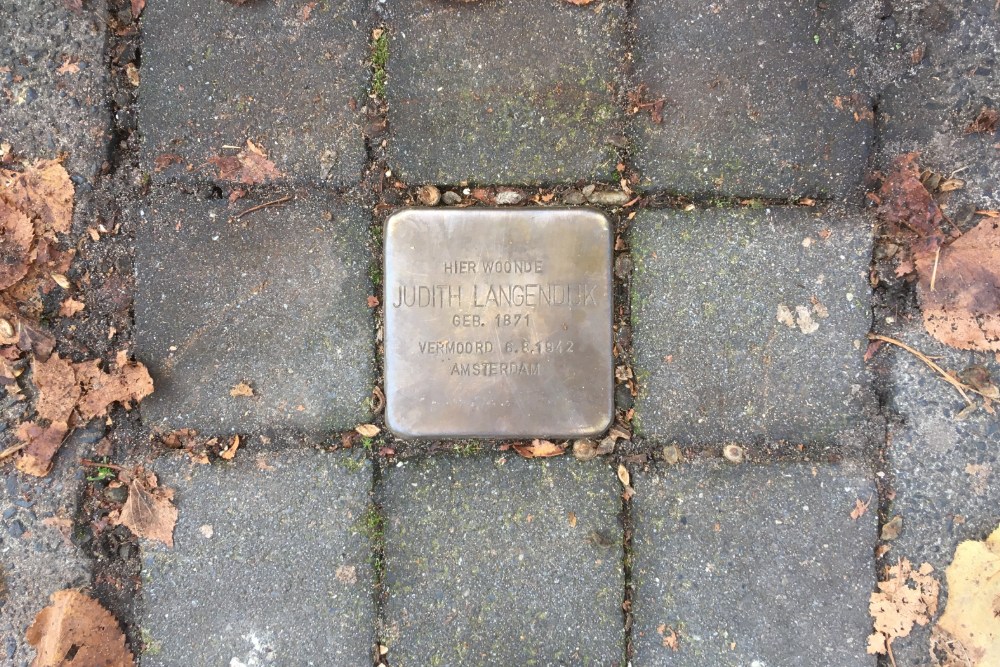 HIER WOONDE
JUDITH LANGENDIJK
GEB. 1871
VERMOORD 6.8.1942
AMSTERDAM